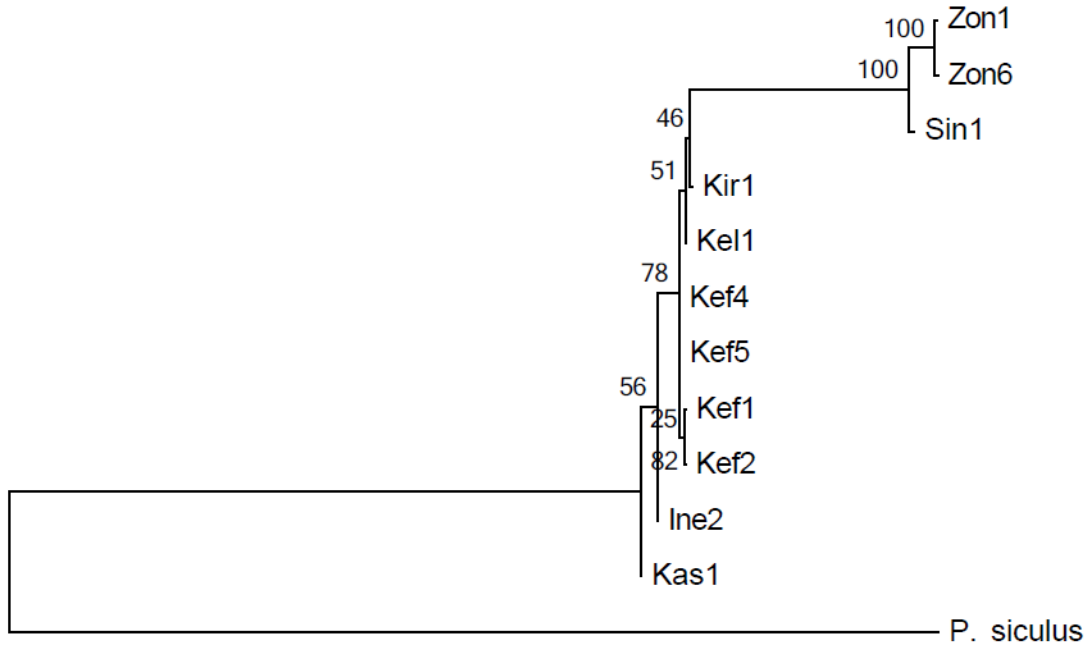 Zon1
100
Zon6
100
Sin1
46
Kir1
51
Kel1
78
Kef4
Kef5
56
Kef1
25
Kef2
82
Ine2
Kas1
P. siculus